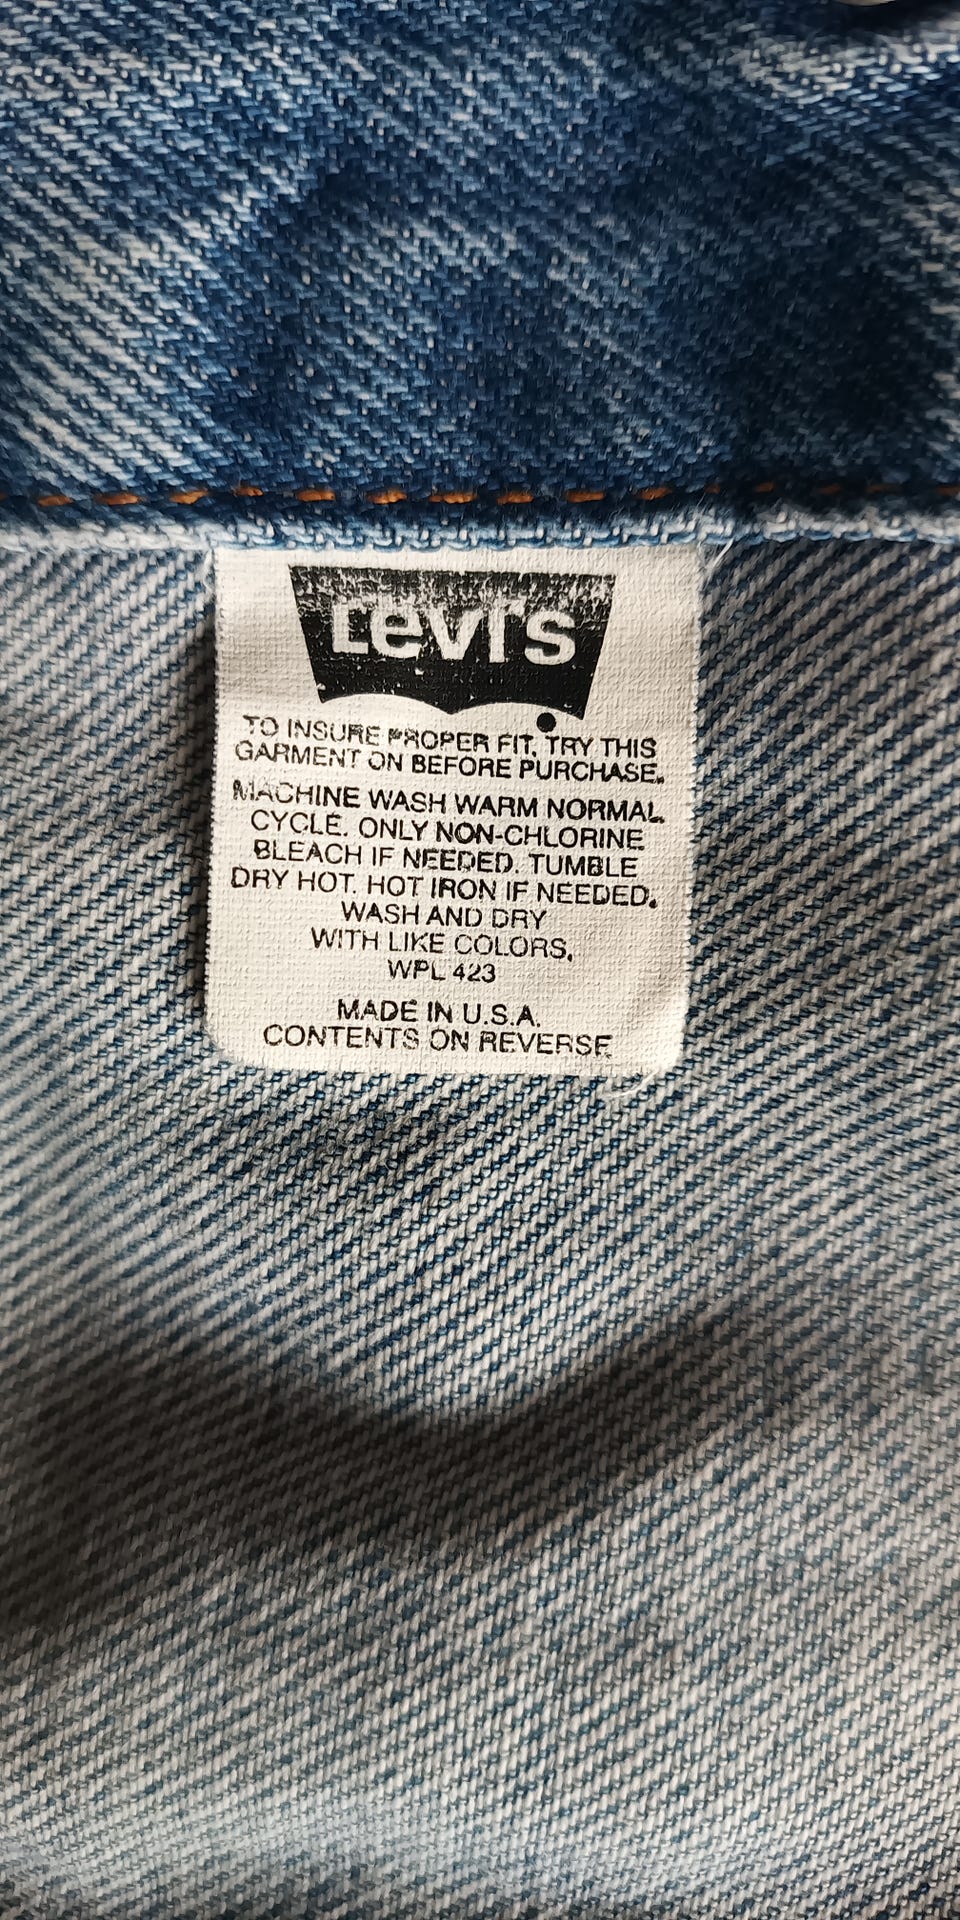 Levi's
TO INSURE PROPER FIT, TRY THIS
GARMENT ON BEFORE PURCHASE.
MACHINE WASH WARM NORMAL
CYCLE. ONLY NON-CHLORINE
BLEACH IF NEEDED. TUMBLE
DRY HOT. HOT IRON IF NEEDED.
WASH AND DRY
WITH LIKE COLORS.
WPL 423
MADE IN U.S.A.
CONTENTS ON REVERSE